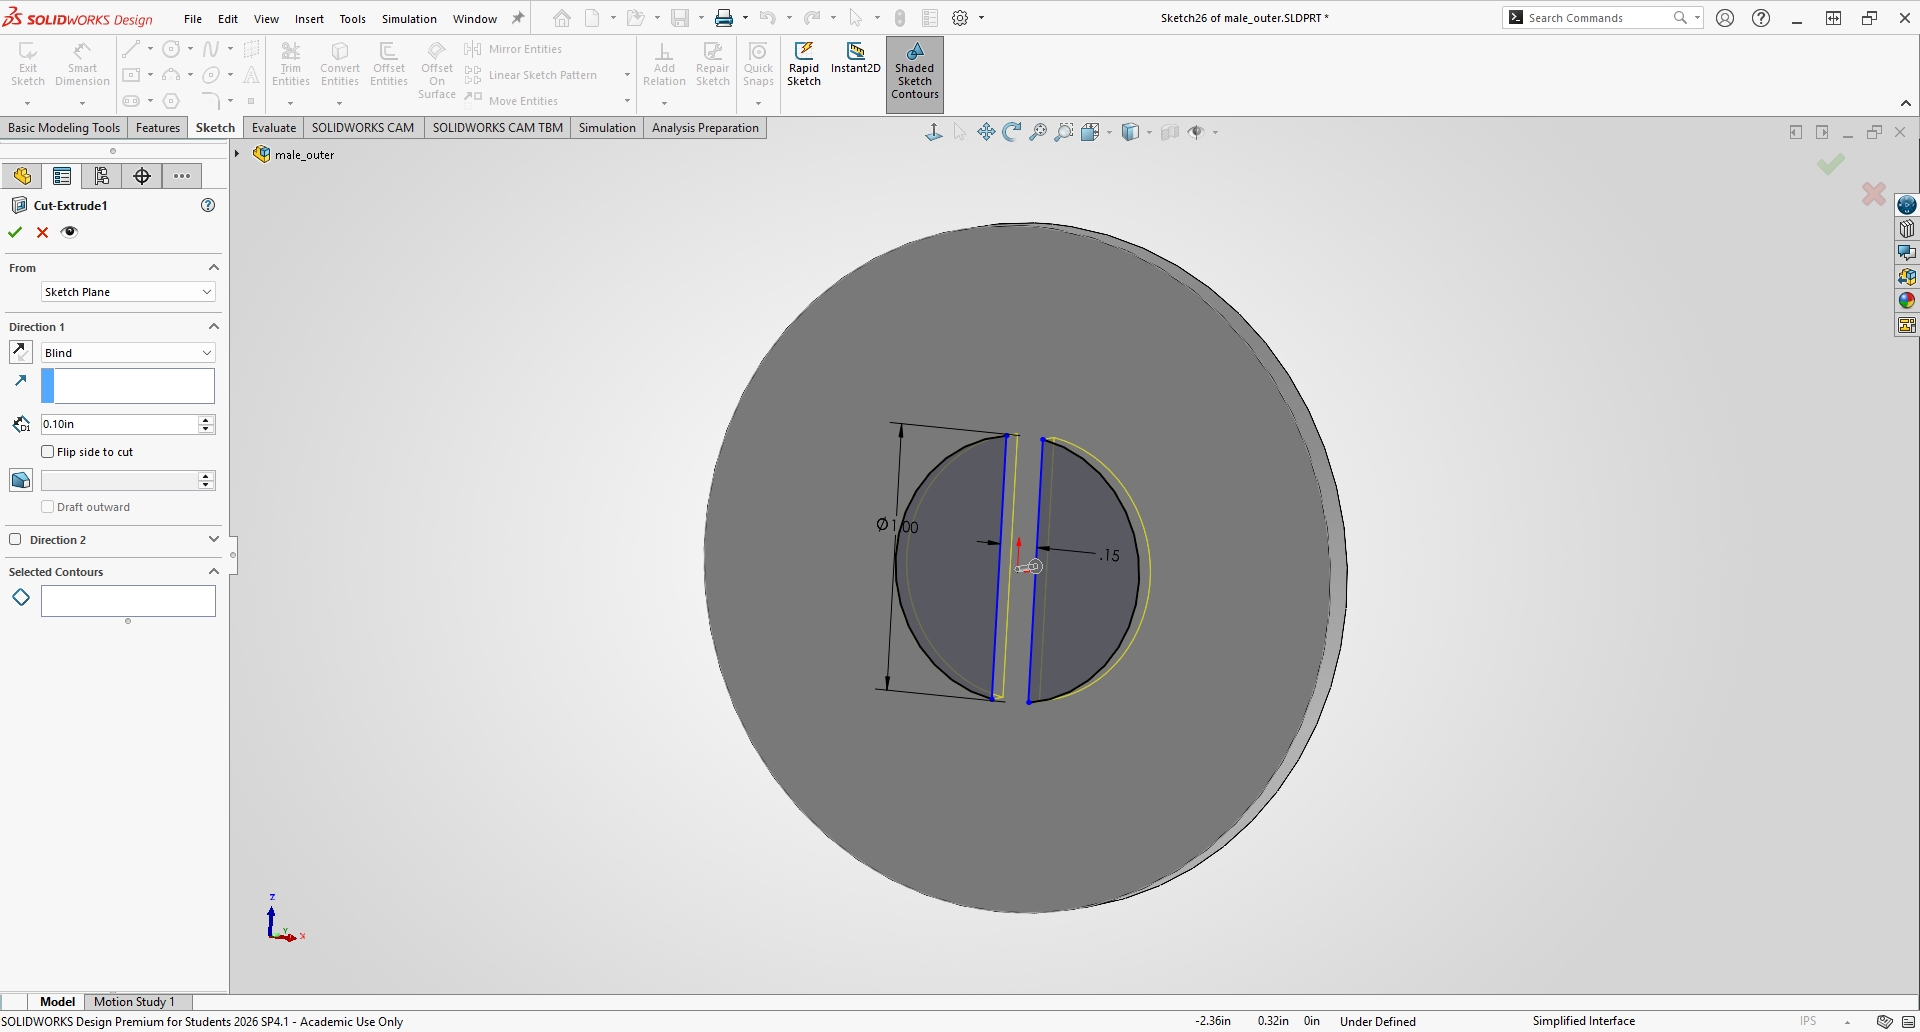 SOLIDWORKS Design
File Edit View Insert Tools Simulation Window
Sketch26 of male_outer.SLDPRT *
Search Commands
Exit Sketch
Smart Dimension
Trim Entities
Convert Entities
Offset Entities
Offset On Surface
Mirror Entities
Linear Sketch Pattern
Move Entities
Add Relation
Repair Sketch
Quick Snaps
Rapid Sketch
Instant2D
Shaded Sketch Contours
Basic Modeling Tools Features Sketch Evaluate SOLIDWORKS CAM SOLIDWORKS CAM TBM Simulation Analysis Preparation
male_outer
Cut-Extrude1
From
Sketch Plane
Direction 1
Blind
D1
0.10in
Flip side to cut
Draft outward
Direction 2
Selected Contours
Ø1.00
.15
Z
Y
X
Model Motion Study 1
SOLIDWORKS Design Premium for Students 2026 SP4.1 - Academic Use Only
-2.36in 0.32in 0in Under Defined Simplified Interface IPS